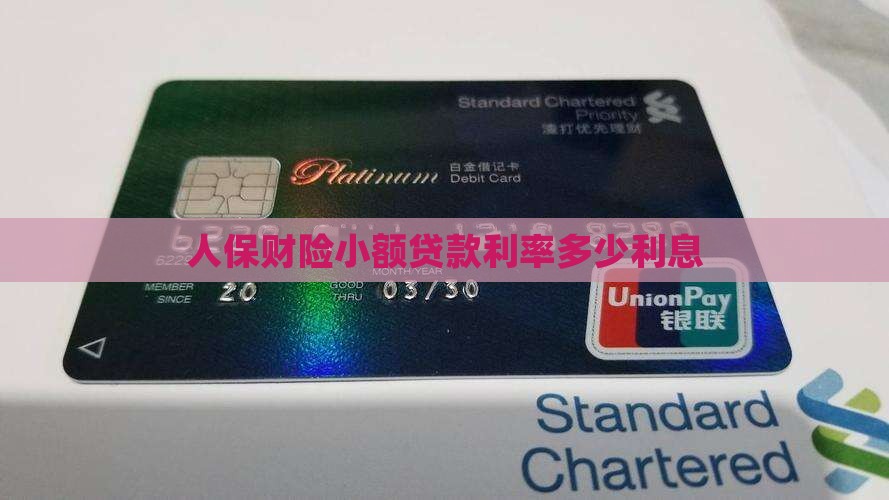 Standard Chartered
Priority
渣打优先理财
Platinum 白金借记卡
Debit Card
人保财险小额贷款利率多少利息
MONTH/YEAR
MEMBER SINCE 20 GOOD THRU 03/30
UnionPay
银联
Standard
Chartered